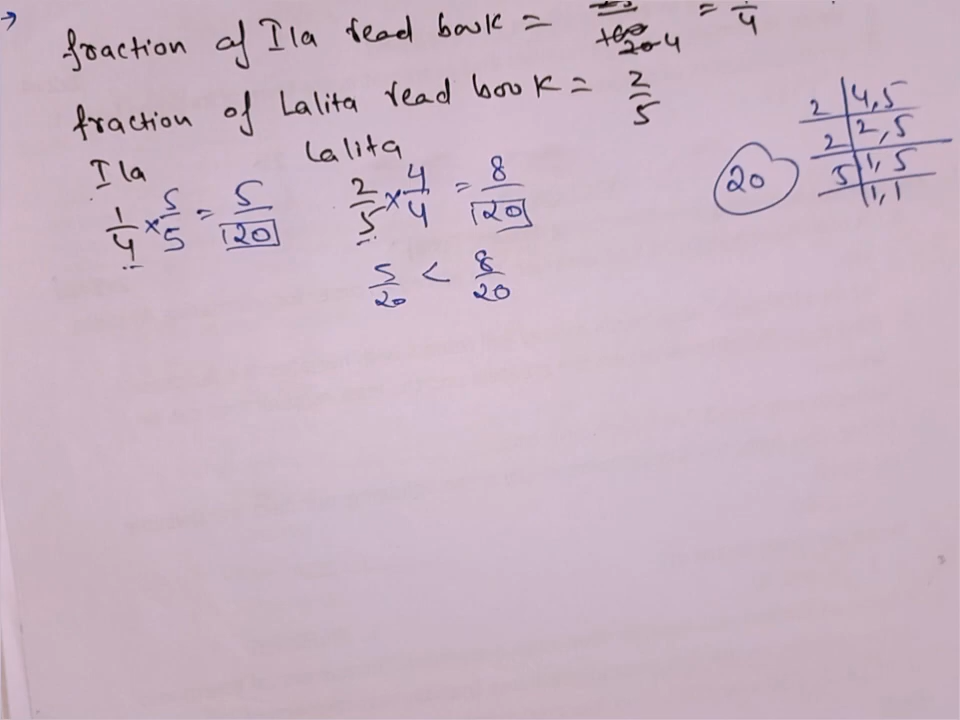 → fraction of Ila read book = 1/4
fraction of Lalita read book = 2/5
Ila Lalita
1/4 × 5/5 = 5/20 2/5 × 4/4 = 8/20
5/20 < 8/20
2 | 4, 5
2 | 2, 5
5 | 1, 5
1, 1
20